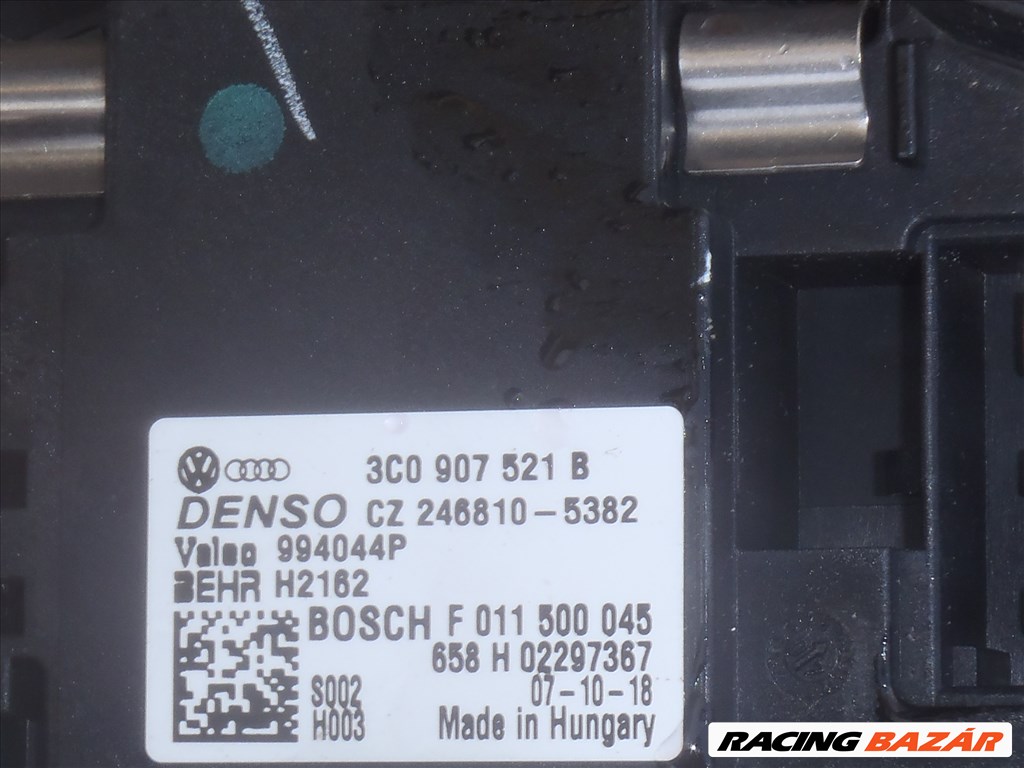 3C0 907 521 B
DENSO CZ 246810-5382
Valeo 994044P
BEHR H2162
BOSCH F 011 500 045
658 H 02297367
S002 07-10-18
H003 Made in Hungary
RACING BAZÁR